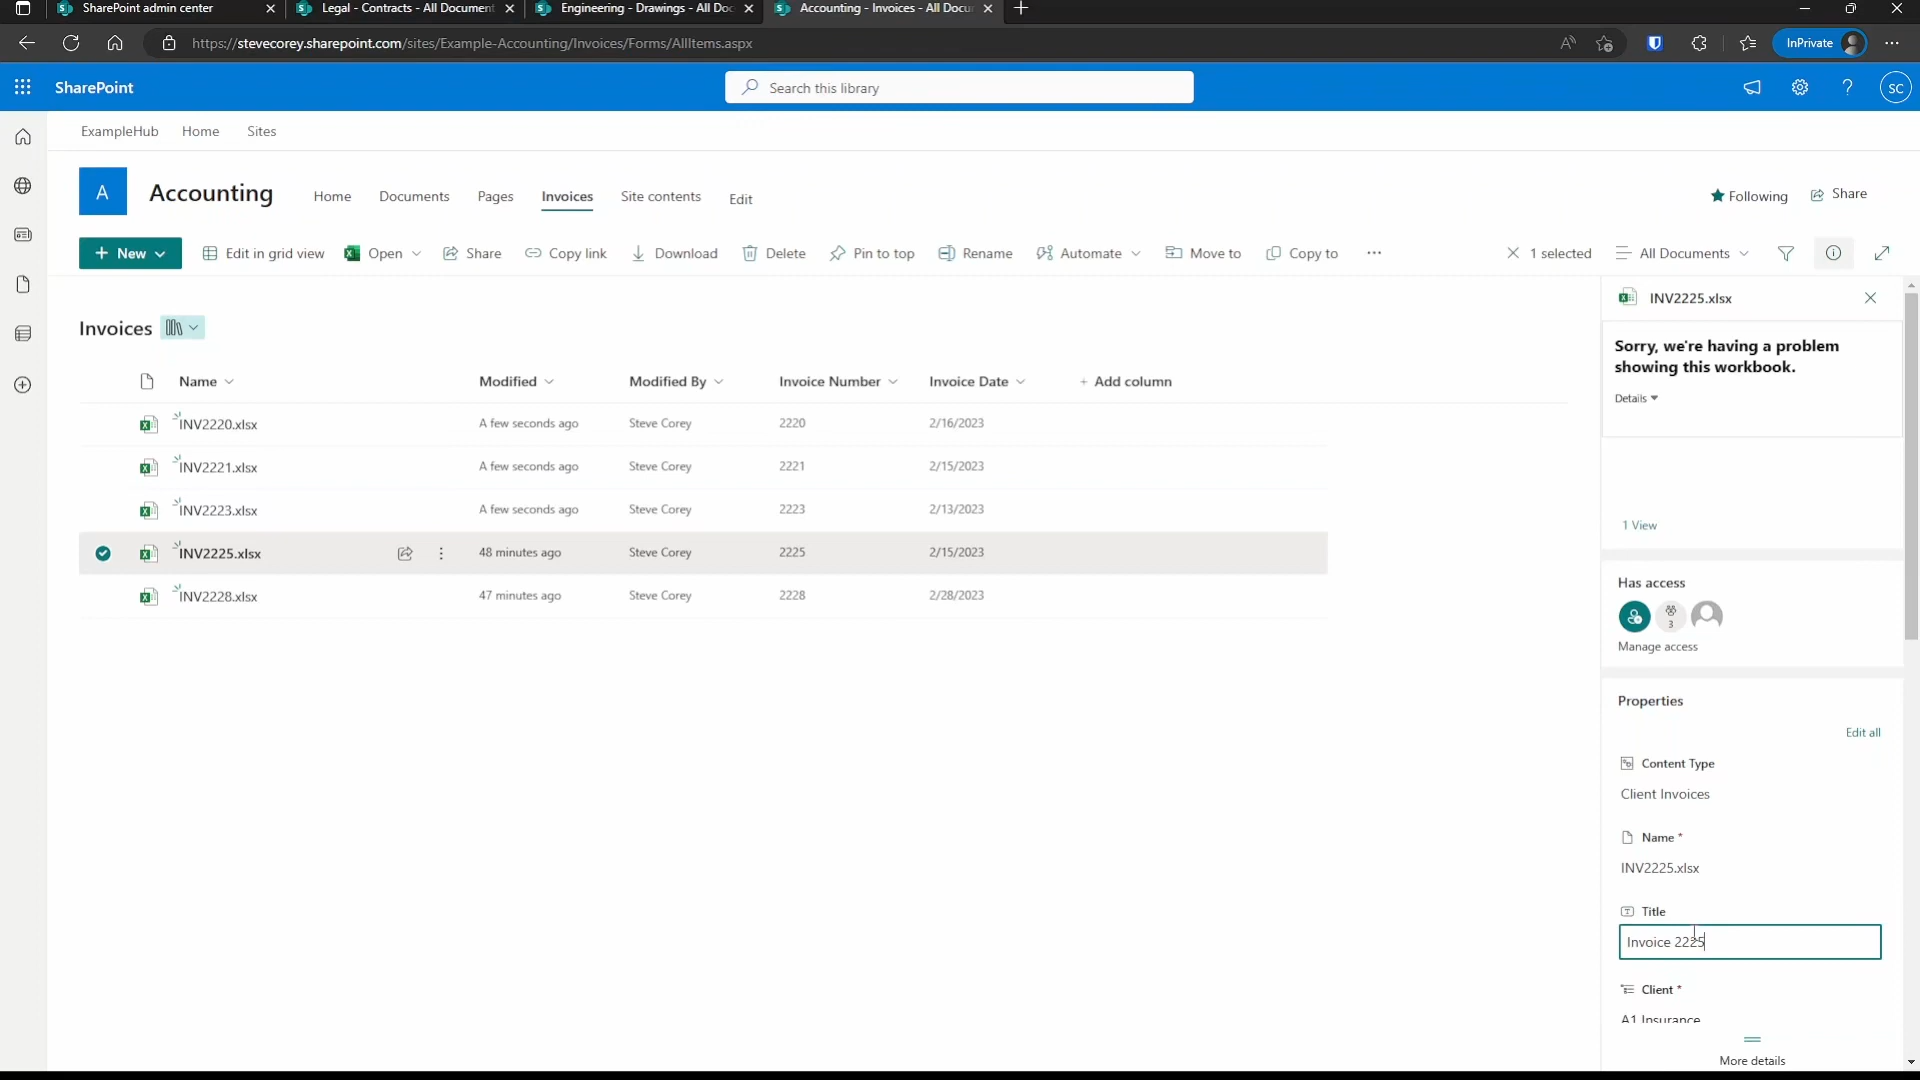 SharePoint admin center
Legal - Contracts - All Document
Engineering - Drawings - All Doc
Accounting - Invoices - All Docu
https://stevecorey.sharepoint.com/sites/Example-Accounting/Invoices/Forms/AllItems.aspx
InPrivate
SharePoint
Search this library
SC
ExampleHub Home Sites
A
Accounting
Home Documents Pages Invoices Site contents Edit
Following Share
New Edit in grid view Open Share Copy link Download Delete Pin to top Rename Automate Move to Copy to ... 1 selected All Documents
Invoices
Name Modified Modified By Invoice Number Invoice Date + Add column
INV2220.xlsx A few seconds ago Steve Corey 2220 2/16/2023
INV2221.xlsx A few seconds ago Steve Corey 2221 2/15/2023
INV2223.xlsx A few seconds ago Steve Corey 2223 2/13/2023
INV2225.xlsx 48 minutes ago Steve Corey 2225 2/15/2023
INV2228.xlsx 47 minutes ago Steve Corey 2228 2/28/2023
INV2225.xlsx
Sorry, we're having a problem
showing this workbook.
Details
1 View
Has access
3
Manage access
Properties
Edit all
Content Type
Client Invoices
Name *
INV2225.xlsx
Title
Invoice 2225
Client *
A1 Insurance
More details